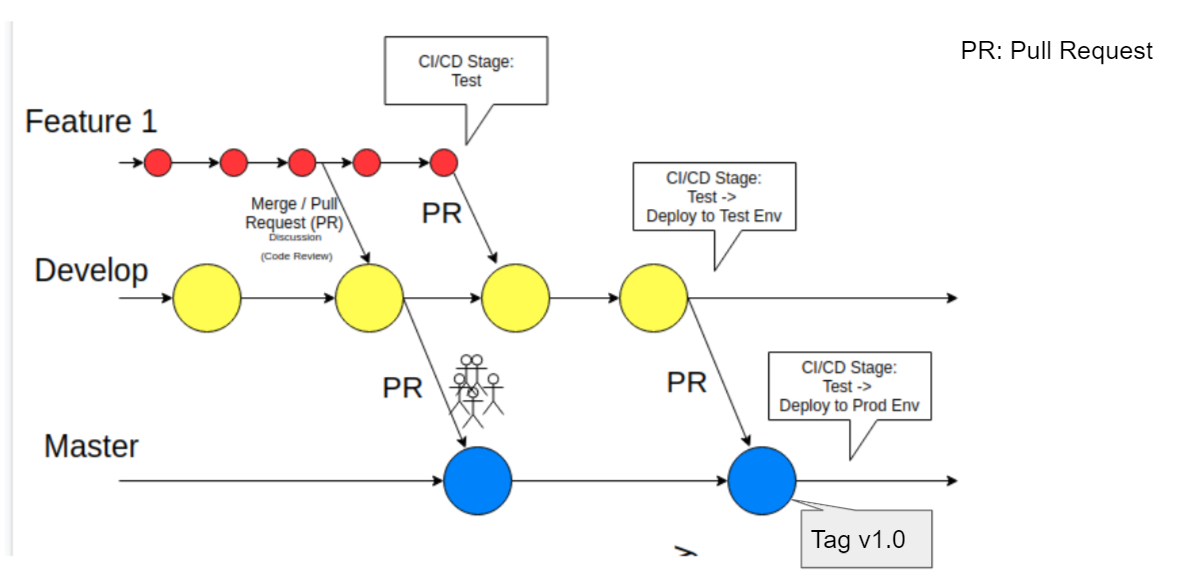 PR: Pull Request
CI/CD Stage:
Test
Feature 1
Merge / Pull
Request (PR)
Discussion
(Code Review)
PR
CI/CD Stage:
Test ->
Deploy to Test Env
Develop
PR
PR
CI/CD Stage:
Test ->
Deploy to Prod Env
Master
Tag v1.0